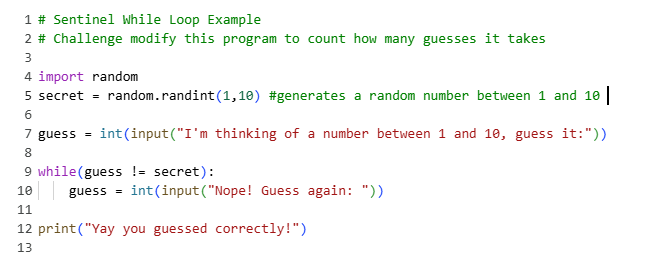 1 # Sentinel While Loop Example
2 # Challenge modify this program to count how many guesses it takes
3
4 import random
5 secret = random.randint(1,10) #generates a random number between 1 and 10
6
7 guess = int(input("I'm thinking of a number between 1 and 10, guess it:"))
8
9 while(guess != secret):
10     guess = int(input("Nope! Guess again: "))
11
12 print("Yay you guessed correctly!")
13